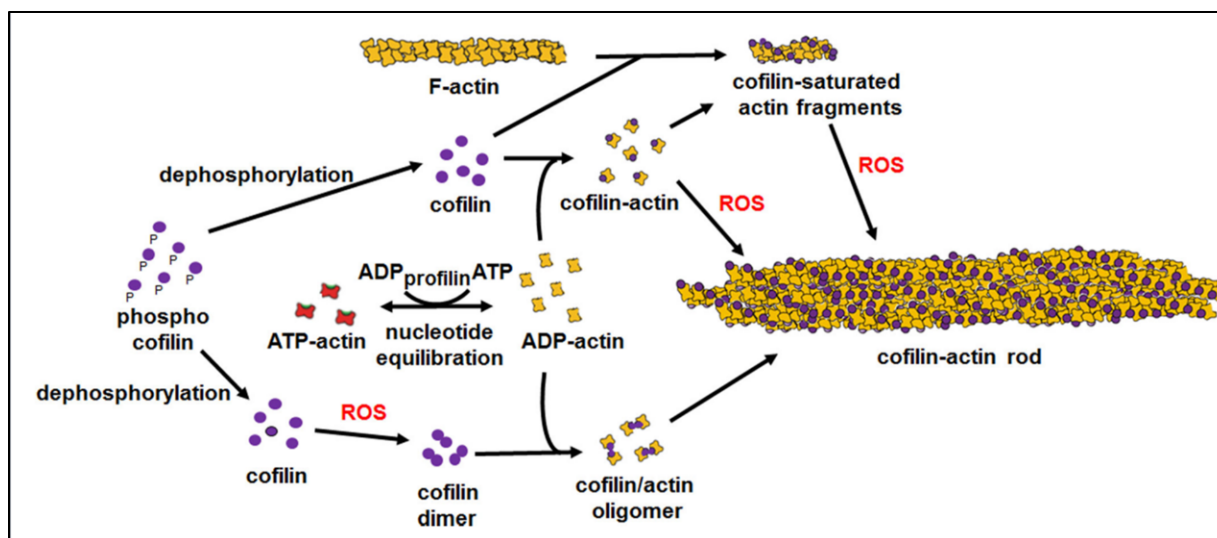 F-actin
cofilin-saturated
actin fragments
dephosphorylation
cofilin
cofilin-actin
ROS
ROS
P
P
P
P
P
P
phospho
cofilin
ATP-actin
ADP profilin ATP
nucleotide
equilibration
ADP-actin
cofilin-actin rod
dephosphorylation
cofilin
ROS
cofilin
dimer
cofilin/actin
oligomer